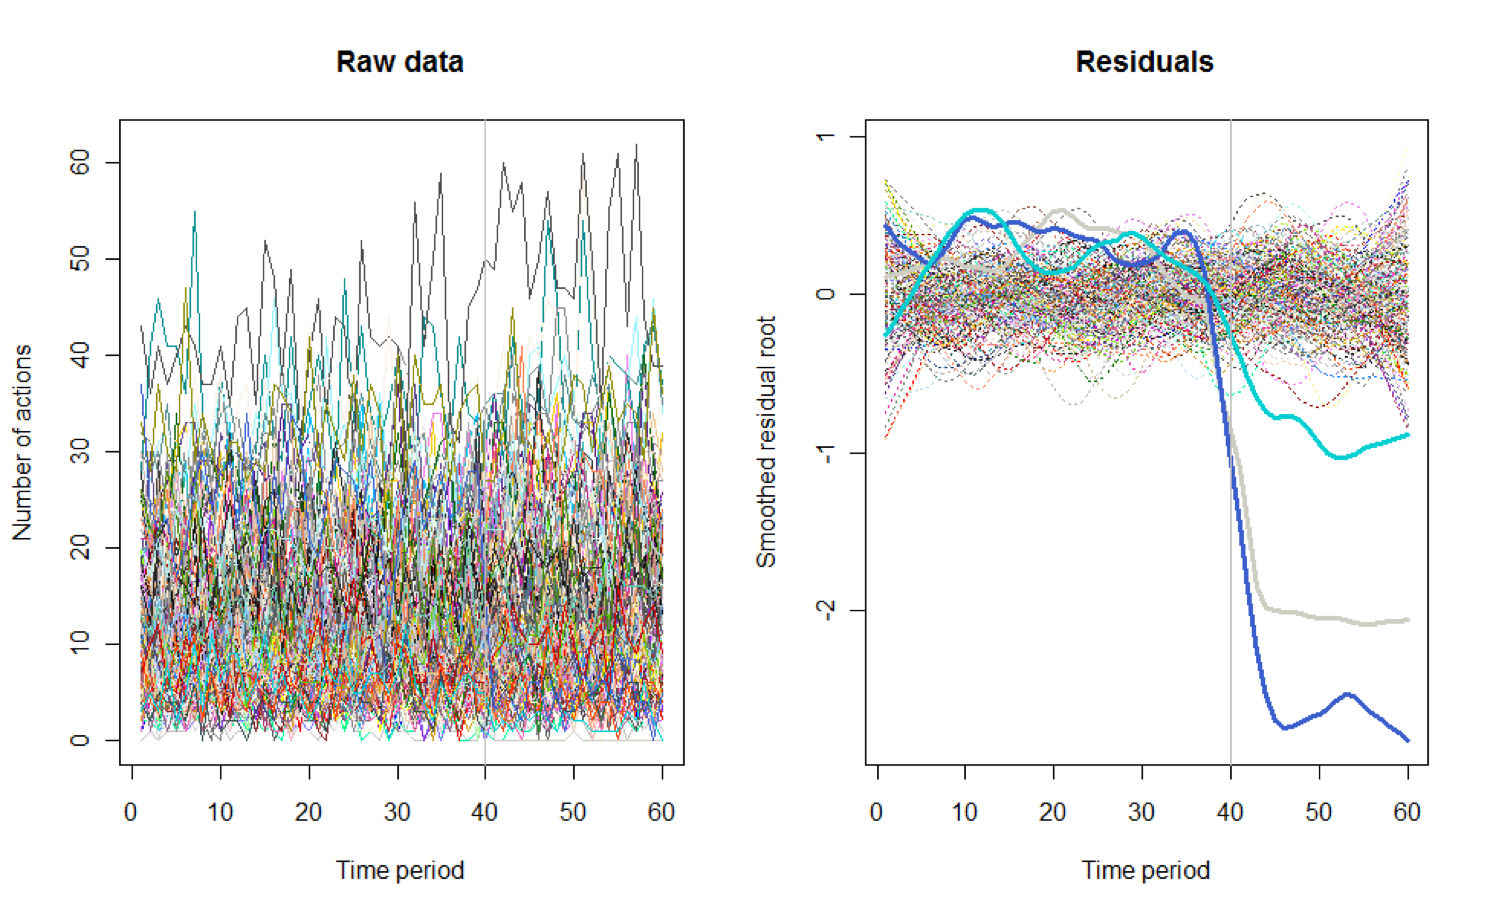 Raw data
Number of actions
60
50
40
30
20
10
0
0 10 20 30 40 50 60
Time period
Residuals
Smoothed residual root
1
0
-1
-2
0 10 20 30 40 50 60
Time period